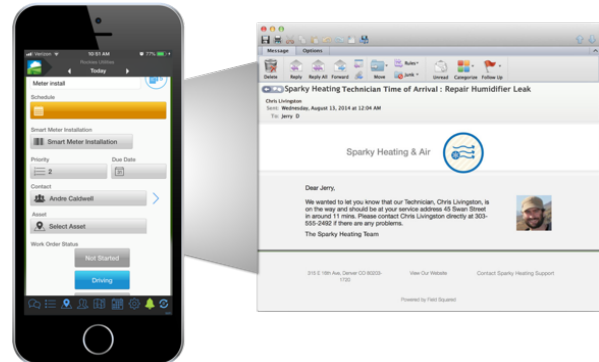 Verizon
10:51 AM
77%
Review Utilities
Today
Meter install
Schedule
Smart Meter Installation
Smart Meter Installation
Priority
Due Date
2
Contact
Andre Caldwell
Asset
Select Asset
Work Order Status
Not Started
Driving
Message
Options
Delete
Reply
Reply All
Forward
Move
Rules
Junk
Unread
Categorize
Follow Up
Sparky Heating Technician Time of Arrival : Repair Humidifier Leak
Chris Livingston
Sent: Wednesday, August 13, 2014 at 12:04 AM
To: Jerry D
Sparky Heating & Air
Dear Jerry,
We wanted to let you know that our Technician, Chris Livingston, is
on the way and should be at your service address 45 Swan Street
in around 11 mins. Please contact Chris Livingston directly at 303-
555-2492 if there are any problems.
The Sparky Heating Team
View Our Website
Contact Sparky Heating Support
Powered by Field Squared